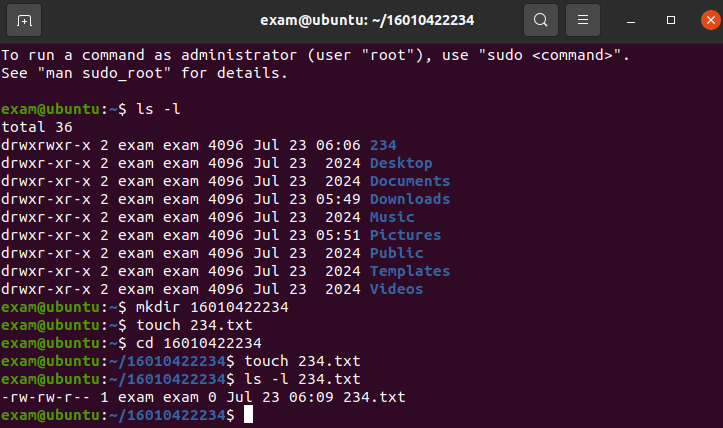 exam@ubuntu: ~/16010422234
To run a command as administrator (user "root"), use "sudo <command>".
See "man sudo_root" for details.
exam@ubuntu:~$ ls -l
total 36
drwxrwxr-x 2 exam exam 4096 Jul 23 06:06 234
drwxr-xr-x 2 exam exam 4096 Jul 23  2024 Desktop
drwxr-xr-x 2 exam exam 4096 Jul 23  2024 Documents
drwxr-xr-x 2 exam exam 4096 Jul 23 05:49 Downloads
drwxr-xr-x 2 exam exam 4096 Jul 23  2024 Music
drwxr-xr-x 2 exam exam 4096 Jul 23 05:51 Pictures
drwxr-xr-x 2 exam exam 4096 Jul 23  2024 Public
drwxr-xr-x 2 exam exam 4096 Jul 23  2024 Templates
drwxr-xr-x 2 exam exam 4096 Jul 23  2024 Videos
exam@ubuntu:~$ mkdir 16010422234
exam@ubuntu:~$ touch 234.txt
exam@ubuntu:~$ cd 16010422234
exam@ubuntu:~/16010422234$ touch 234.txt
exam@ubuntu:~/16010422234$ ls -l 234.txt
-rw-rw-r-- 1 exam exam 0 Jul 23 06:09 234.txt
exam@ubuntu:~/16010422234$